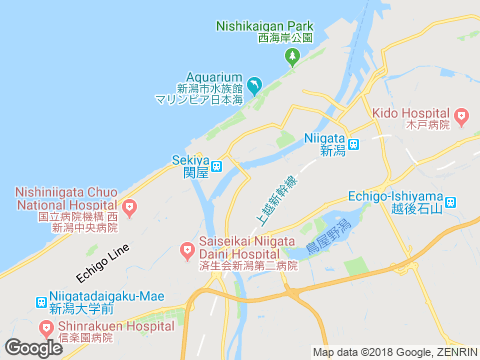 Nishikaigan Park
西海岸公園
Aquarium
新潟市水族館
マリンピア日本海
Kido Hospital
木戸病院
Niigata
新潟
Sekiya
関屋
Nishiniigata Chuo
National Hospital
国立病院機構 西
新潟中央病院
上越新幹線
Echigo-Ishiyama
越後石山
鳥屋野潟
Saiseikai Niigata
Daini Hospital
済生会新潟第二病院
Echigo Line
Niigatadaigaku-Mae
新潟大学前
Shinrakuen Hospital
信楽園病院
Google
Map data ©2018 Google, ZENRIN